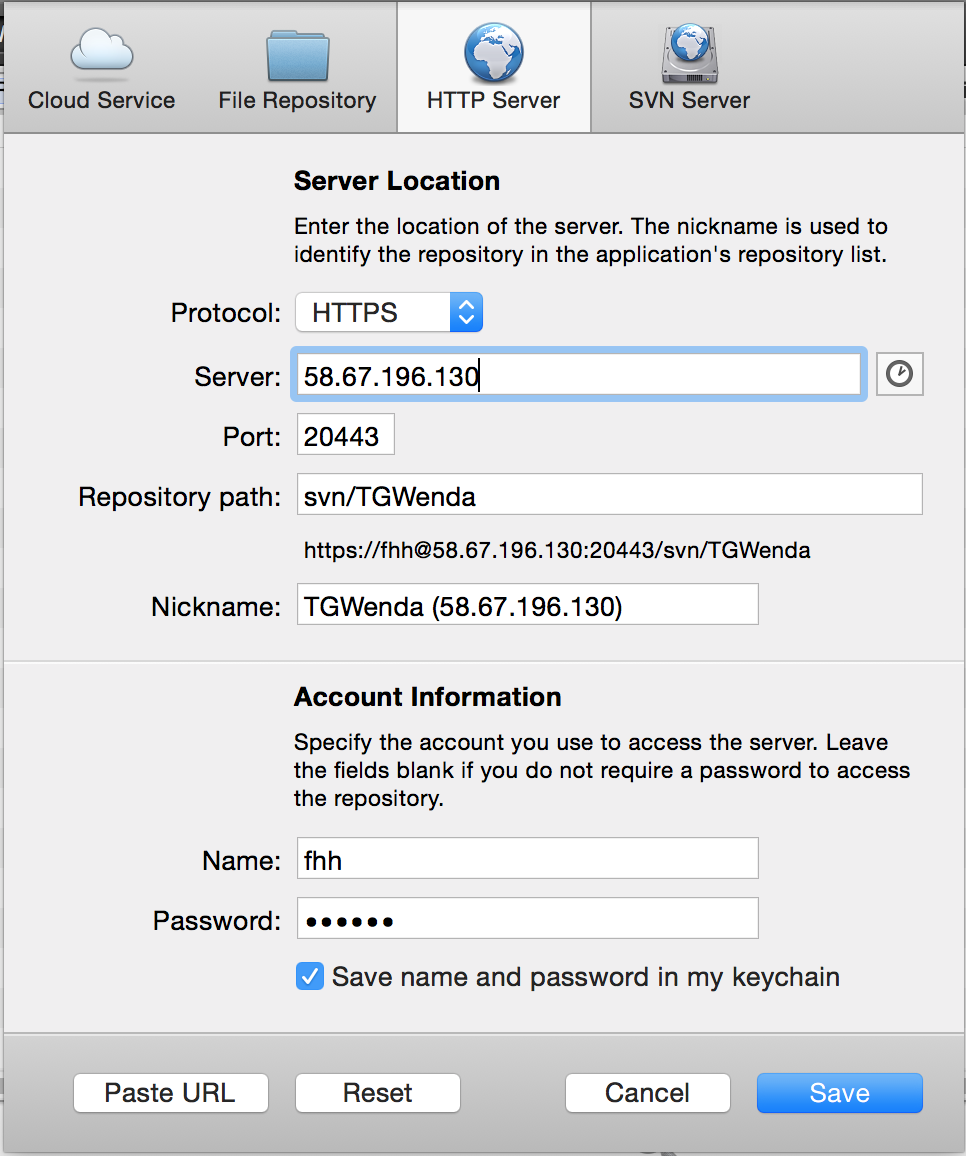 Cloud Service
File Repository
HTTP Server
SVN Server
Server Location
Enter the location of the server. The nickname is used to
identify the repository in the application's repository list.
Protocol: HTTPS
Server: 58.67.196.130
Port: 20443
Repository path: svn/TGWenda
https://fhh@58.67.196.130:20443/svn/TGWenda
Nickname: TGWenda (58.67.196.130)
Account Information
Specify the account you use to access the server. Leave
the fields blank if you do not require a password to access
the repository.
Name: fhh
Password: ••••••
Save name and password in my keychain
Paste URL
Reset
Cancel
Save